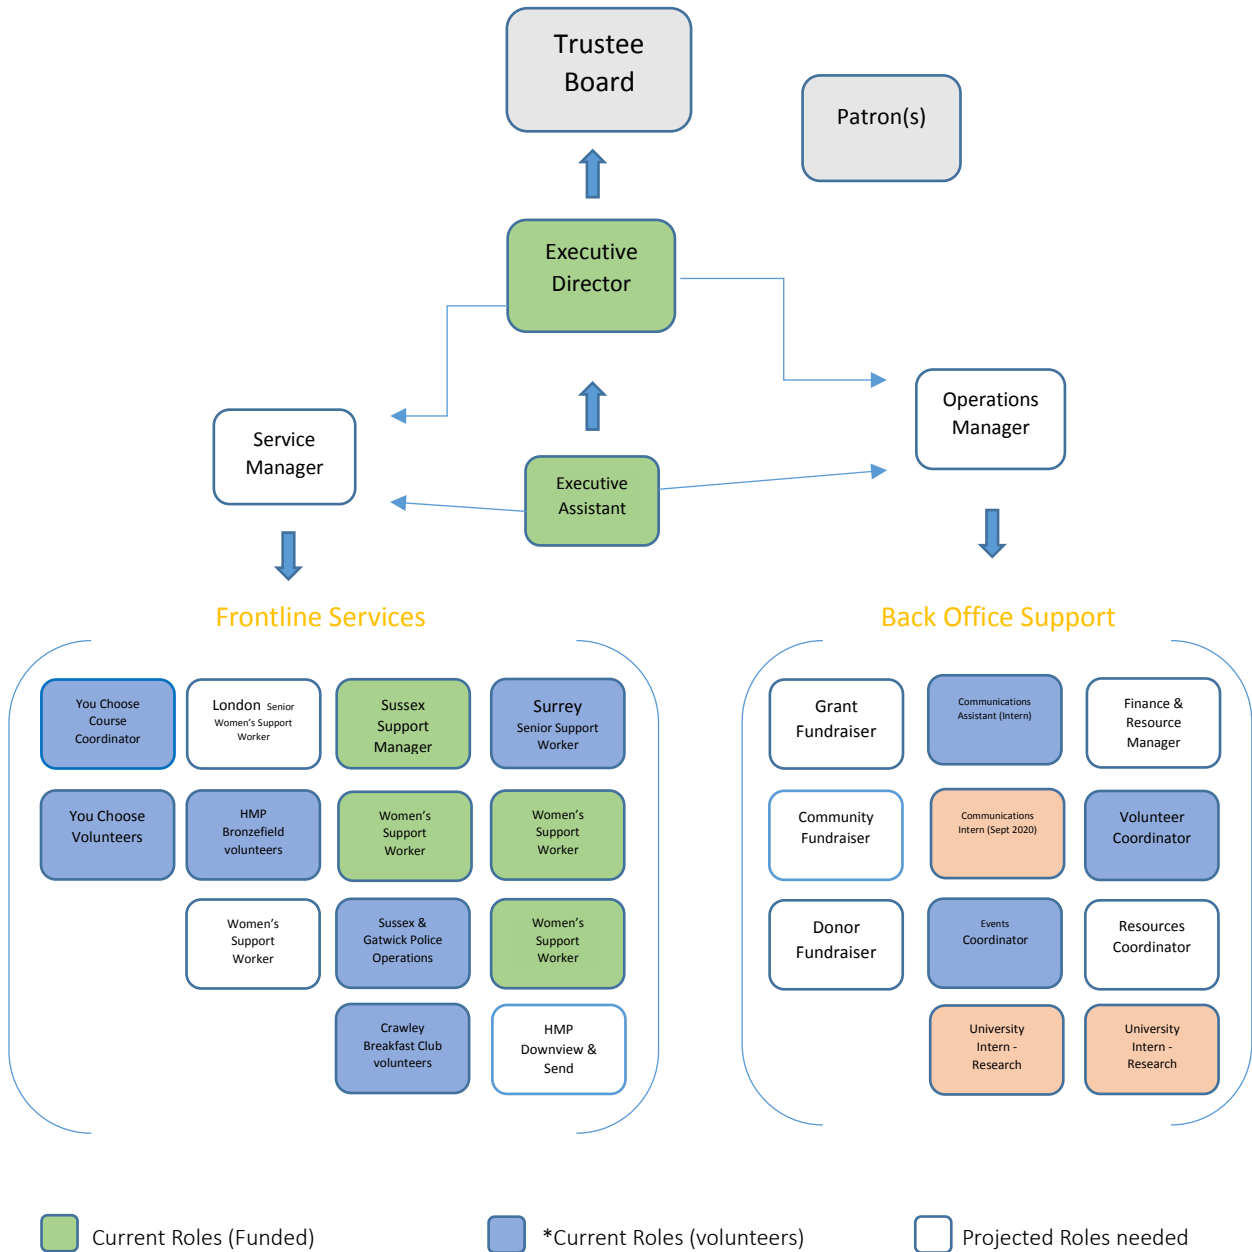 Trustee
Board
Patron(s)
Executive
Director
Operations
Manager
Service
Manager
Executive
Assistant
Frontline Services
Back Office Support
You Choose
Course
Coordinator
London Senior
Women's Support
Worker
Sussex
Support
Manager
Surrey
Senior Support
Worker
Grant
Fundraiser
Communications
Assistant (Intern)
Finance &
Resource
Manager
You Choose
Volunteers
HMP
Bronzefield
volunteers
Women's
Support
Worker
Women's
Support
Worker
Community
Fundraiser
Communications
Intern (Sept 2020)
Volunteer
Coordinator
Women's
Support
Worker
Sussex &
Gatwick Police
Operations
Women's
Support
Worker
Donor
Fundraiser
Events
Coordinator
Resources
Coordinator
Crawley
Breakfast Club
volunteers
HMP
Downview &
Send
University
Intern -
Research
University
Intern -
Research
Current Roles (Funded)
*Current Roles (volunteers)
Projected Roles needed